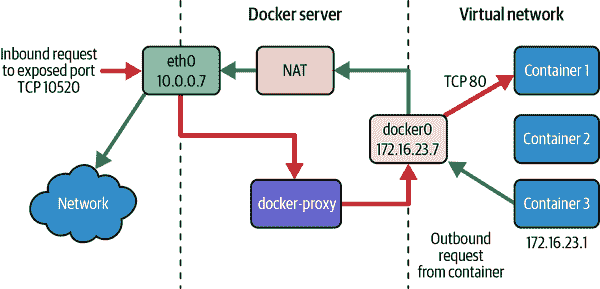 Docker server
Virtual network
Inbound request
to exposed port
TCP 10520
eth0
10.0.0.7
NAT
TCP 80
Container 1
docker0
172.16.23.7
Container 2
Network
docker-proxy
Container 3
172.16.23.1
Outbound
request
from container